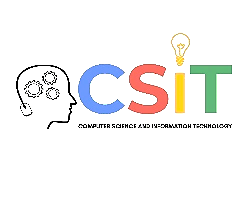 CSiT
COMPUTER SCIENCE AND INFORMATION TECHNOLOGY